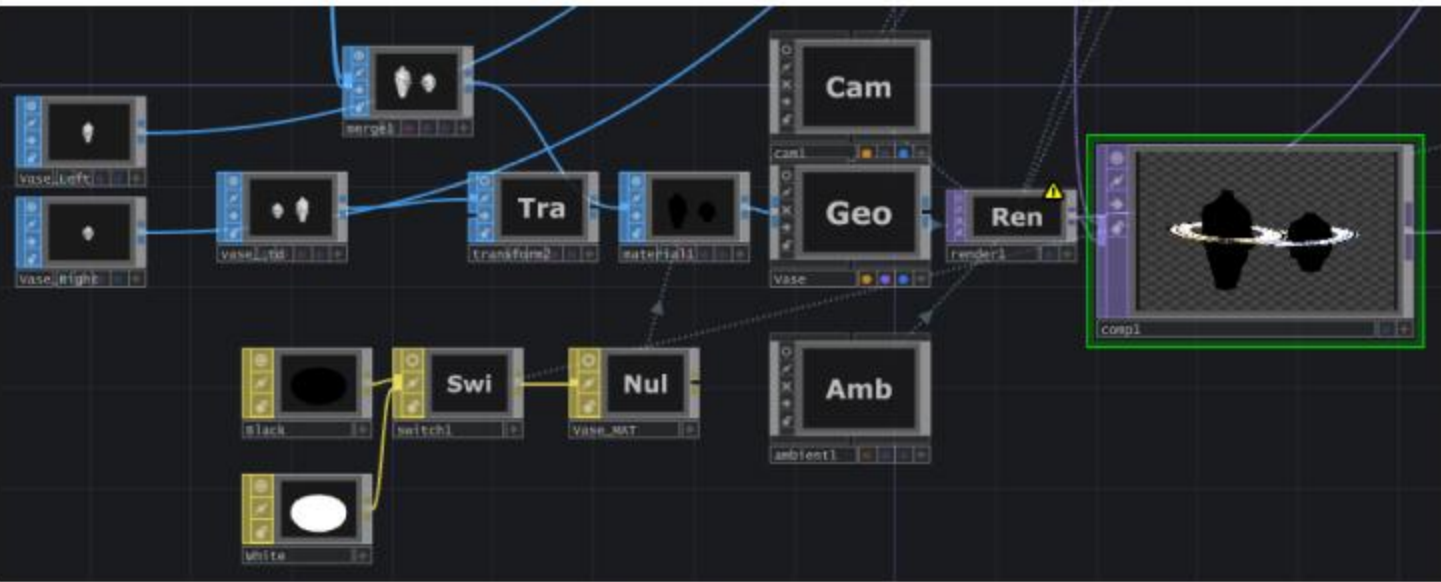 merge1
Cam
Vase_Left
cam1
Tra
Geo
Ren
Vase_Right
transform2
material1
render1
Vase
comp1
Swi
Nul
Amb
Black
switch1
Vase_MAT
ambient1
White